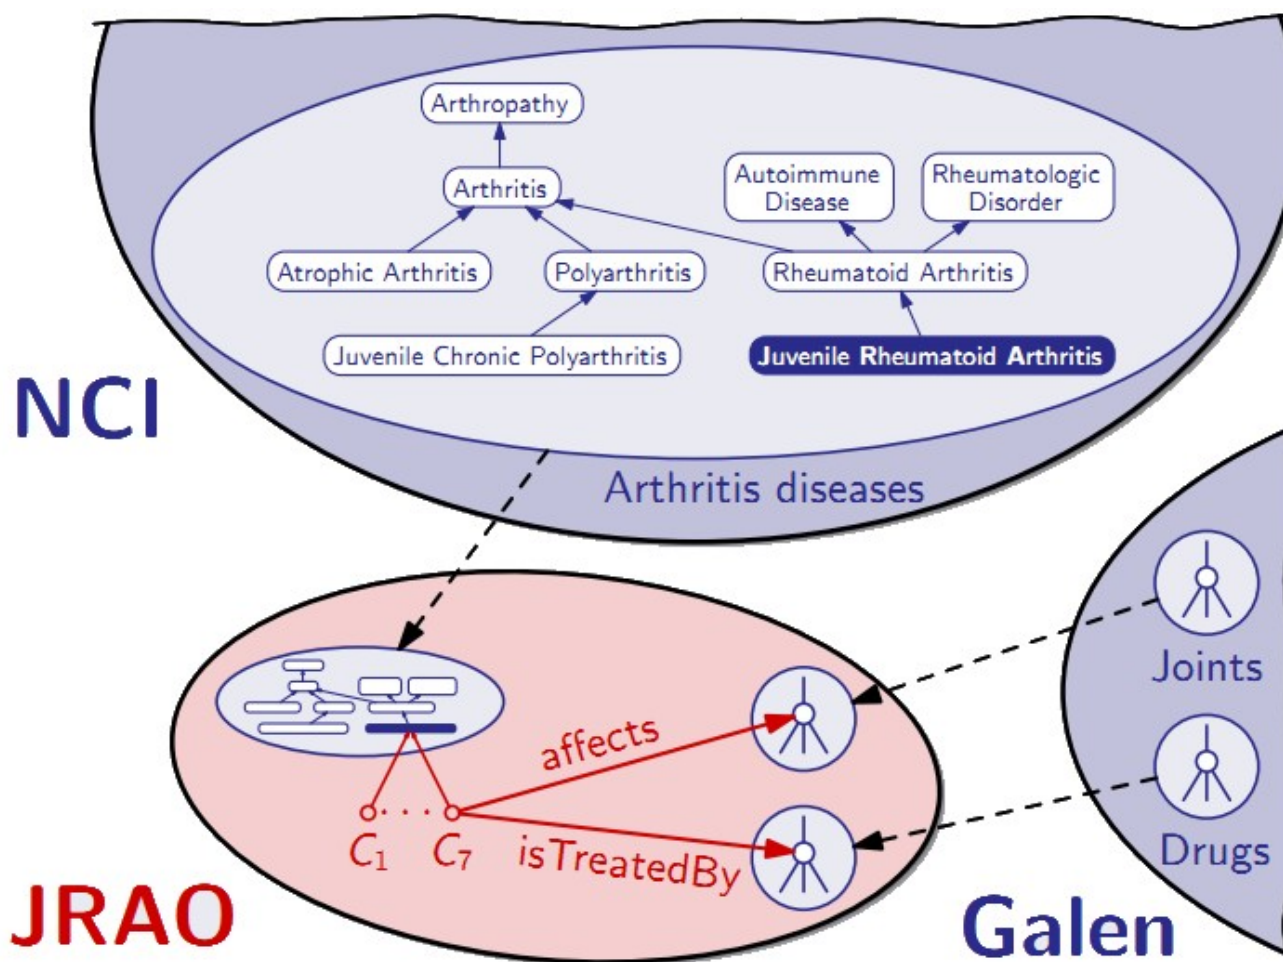 Arthropathy
Arthritis
Autoimmune
Disease
Rheumatologic
Disorder
Atrophic Arthritis
Polyarthritis
Rheumatoid Arthritis
Juvenile Chronic Polyarthritis
Juvenile Rheumatoid Arthritis
NCI
Arthritis diseases
Joints
affects
C₁ . . . . C₇
isTreatedBy
Drugs
JRAO
Galen